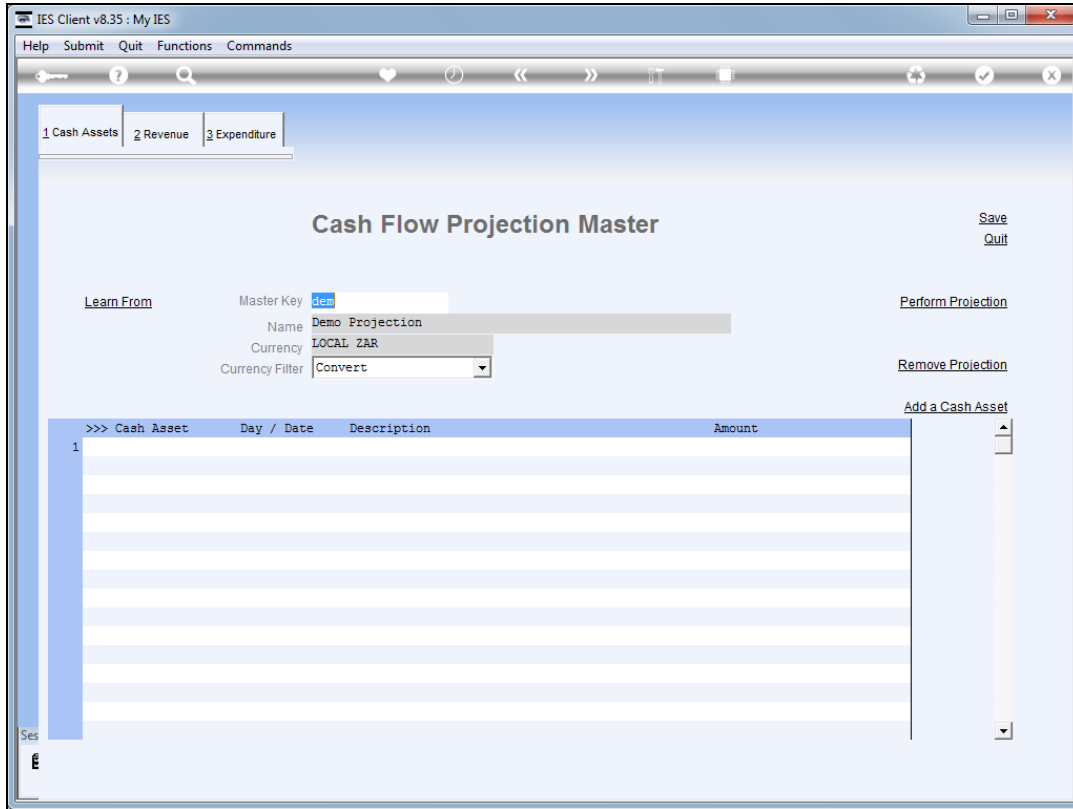 IES Client v8.35 : My IES
Help Submit Quit Functions Commands
1 Cash Assets 2 Revenue 3 Expenditure
Cash Flow Projection Master
Save
Quit
Learn From Master Key dem Perform Projection
Name Demo Projection
Currency LOCAL ZAR
Currency Filter Convert Remove Projection
Add a Cash Asset
>>> Cash Asset Day / Date Description Amount
1
Ses